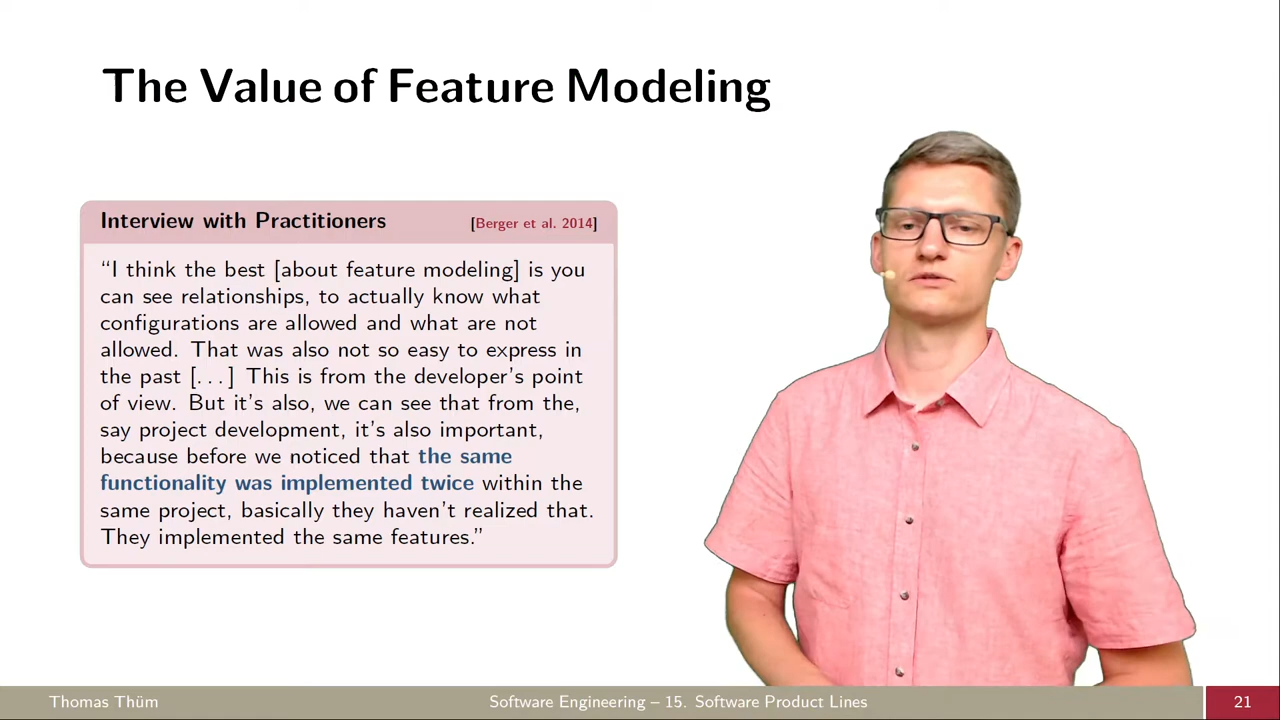 The Value of Feature Modeling
Interview with Practitioners [Berger et al. 2014]
“I think the best [about feature modeling] is you
can see relationships, to actually know what
configurations are allowed and what are not
allowed. That was also not so easy to express in
the past [...] This is from the developer's point
of view. But it's also, we can see that from the,
say project development, it's also important,
because before we noticed that the same
functionality was implemented twice within the
same project, basically they haven't realized that.
They implemented the same features.”
Thomas Thüm
Software Engineering – 15. Software Product Lines
21